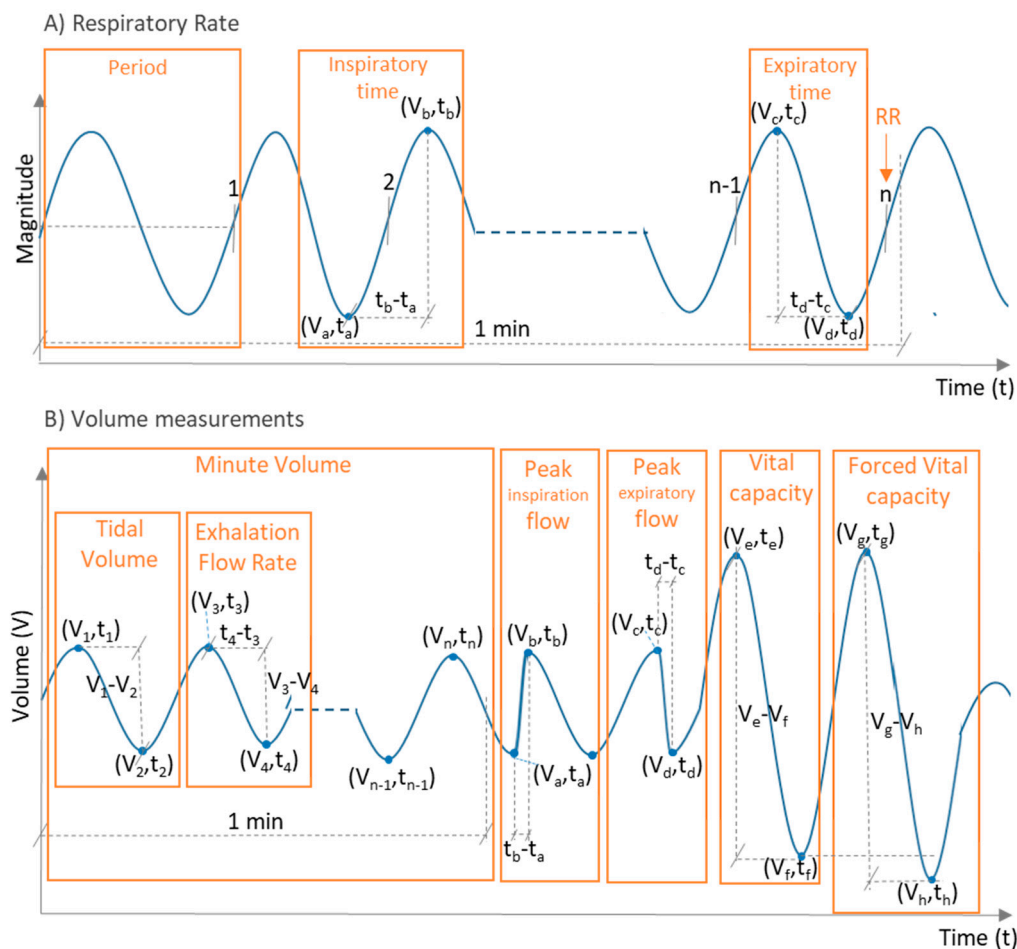 A) Respiratory Rate
Period
Inspiratory
time
Expiratory
time
(V_b,t_b)
(V_c,t_c)
RR
1
2
n-1
n
Magnitude
t_b-t_a
t_d-t_c
(V_a,t_a)
(V_d,t_d)
1 min
Time (t)
B) Volume measurements
Minute Volume
Peak
inspiration
flow
Peak
expiratory
flow
Vital
capacity
Forced Vital
capacity
Tidal
Volume
Exhalation
Flow Rate
(V_e,t_e)
(V_g,t_g)
t_d-t_c
(V_3,t_3)
(V_1,t_1)
t_4-t_3
(V_n,t_n)
(V_b,t_b)
(V_c,t_c)
Volume (V)
V_1-V_2
V_3-V_4
V_e-V_f
V_g-V_h
(V_2,t_2)
(V_4,t_4)
(V_n-1,t_n-1)
(V_a,t_a)
(V_d,t_d)
1 min
t_b-t_a
(V_f,t_f)
(V_h,t_h)
Time (t)